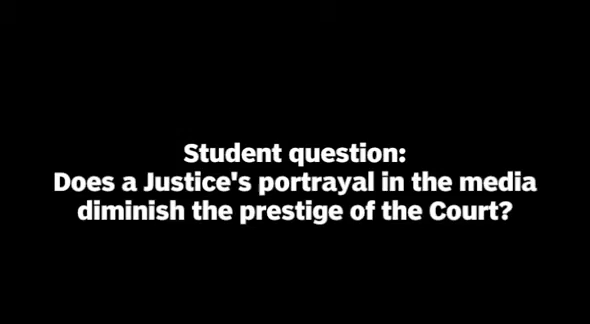 Student question:
Does a Justice's portrayal in the media
diminish the prestige of the Court?